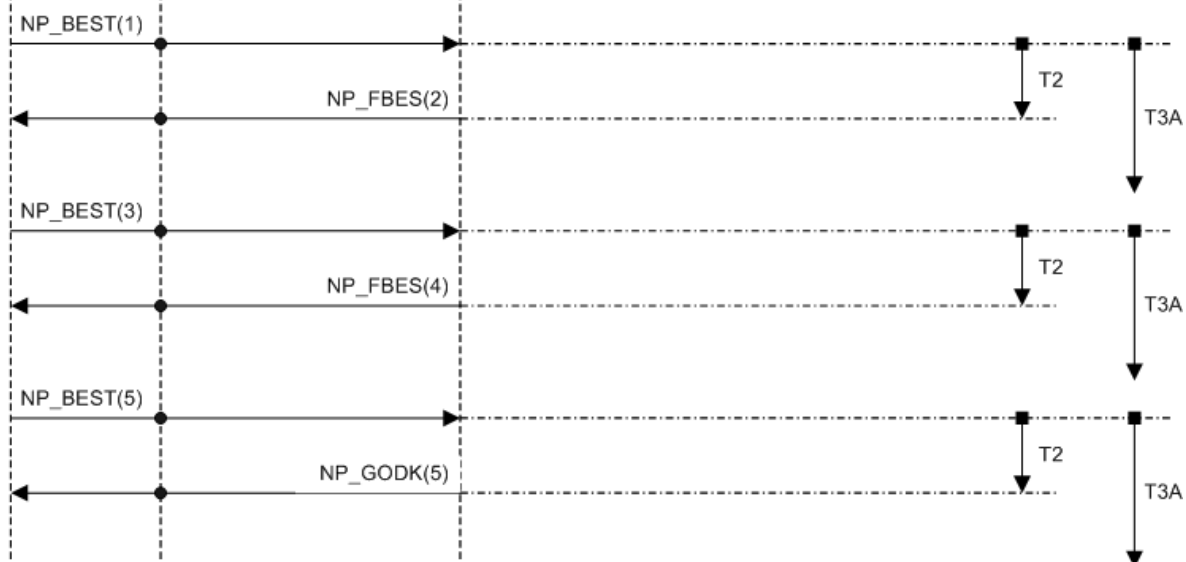 NP_BEST(1)
T2
NP_FBES(2)
T3A
NP_BEST(3)
T2
NP_FBES(4)
T3A
NP_BEST(5)
T2
NP_GODK(5)
T3A